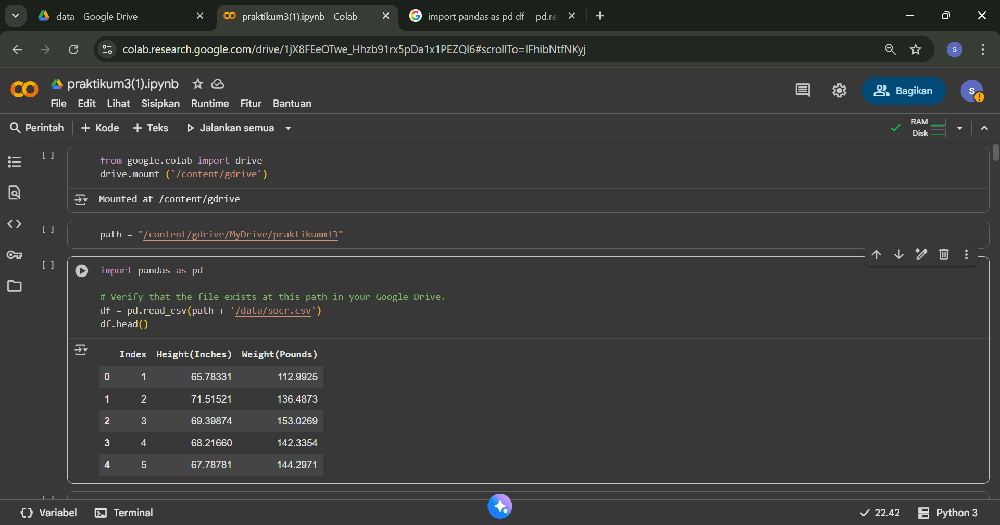 data - Google Drive
praktikum3(1).ipynb - Colab
import pandas as pd df = pd.re
colab.research.google.com/drive/1jX8FEeOTwe_Hhzb91rx5pDa1x1PEZQl6#scrollTo=lFhibNtfNKyj
S
praktikum3(1).ipynb
File Edit Lihat Sisipkan Runtime Fitur Bantuan
Bagikan
S
Perintah
+ Kode + Teks
Jalankan semua
RAM
Disk
[ ]
from google.colab import drive
drive.mount ('/content/gdrive')
Mounted at /content/gdrive
[ ]
path = "/content/gdrive/MyDrive/praktikumml3"
[ ]
import pandas as pd
# Verify that the file exists at this path in your Google Drive.
df = pd.read_csv(path + '/data/socr.csv')
df.head()
Index Height(Inches) Weight(Pounds)
0 1 65.78331 112.9925
1 2 71.51521 136.4873
2 3 69.39874 153.0269
3 4 68.21660 142.3354
4 5 67.78781 144.2971
[ ]
{} Variabel
Terminal
22.42
Python 3